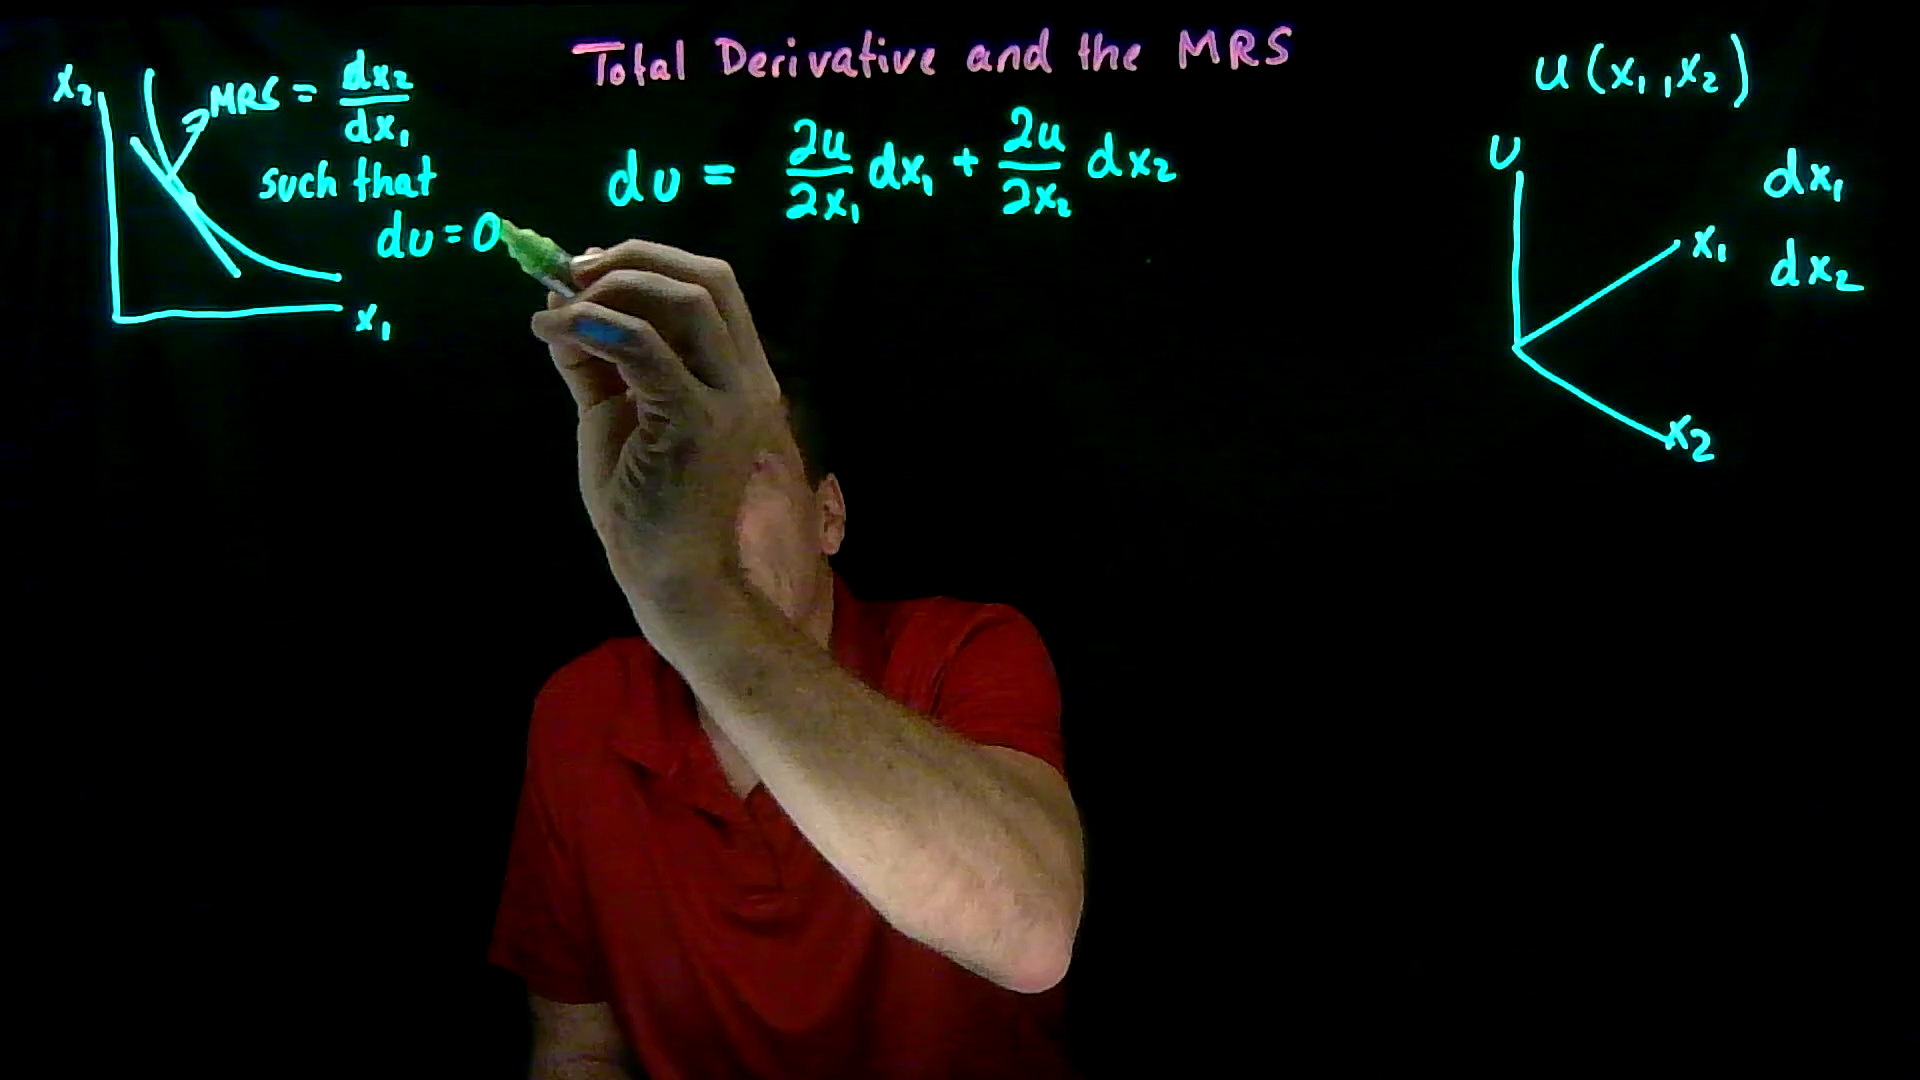 Total Derivative and the MRS
x₂
MRS = dx₂/dx₁
such that
du = 0
x₁
du = ∂u/∂x₁ dx₁ + ∂u/∂x₂ dx₂
u(x₁, x₂)
U
x₁
x₂
dx₁
dx₂